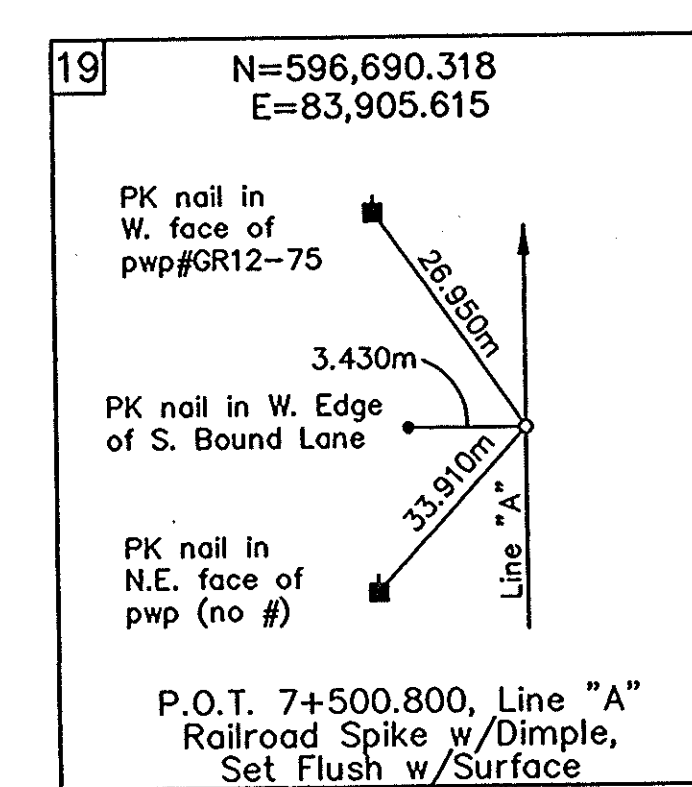 19
N=596,690.318
E=83,905.615
PK nail in
W. face of
pwp#GR12-75
26.950m
3.430m
PK nail in W. Edge
of S. Bound Lane
33.910m
Line "A"
PK nail in
N.E. face of
pwp (no #)
P.O.T. 7+500.800, Line "A"
Railroad Spike w/Dimple,
Set Flush w/Surface